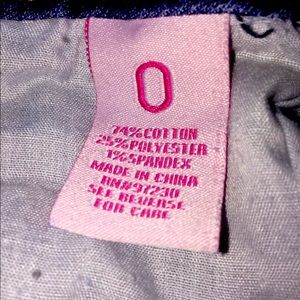 0
74%COTTON
25%POLYESTER
1%SPANDEX
MADE IN CHINA
RN#97230
SEE REVERSE
FOR CARE